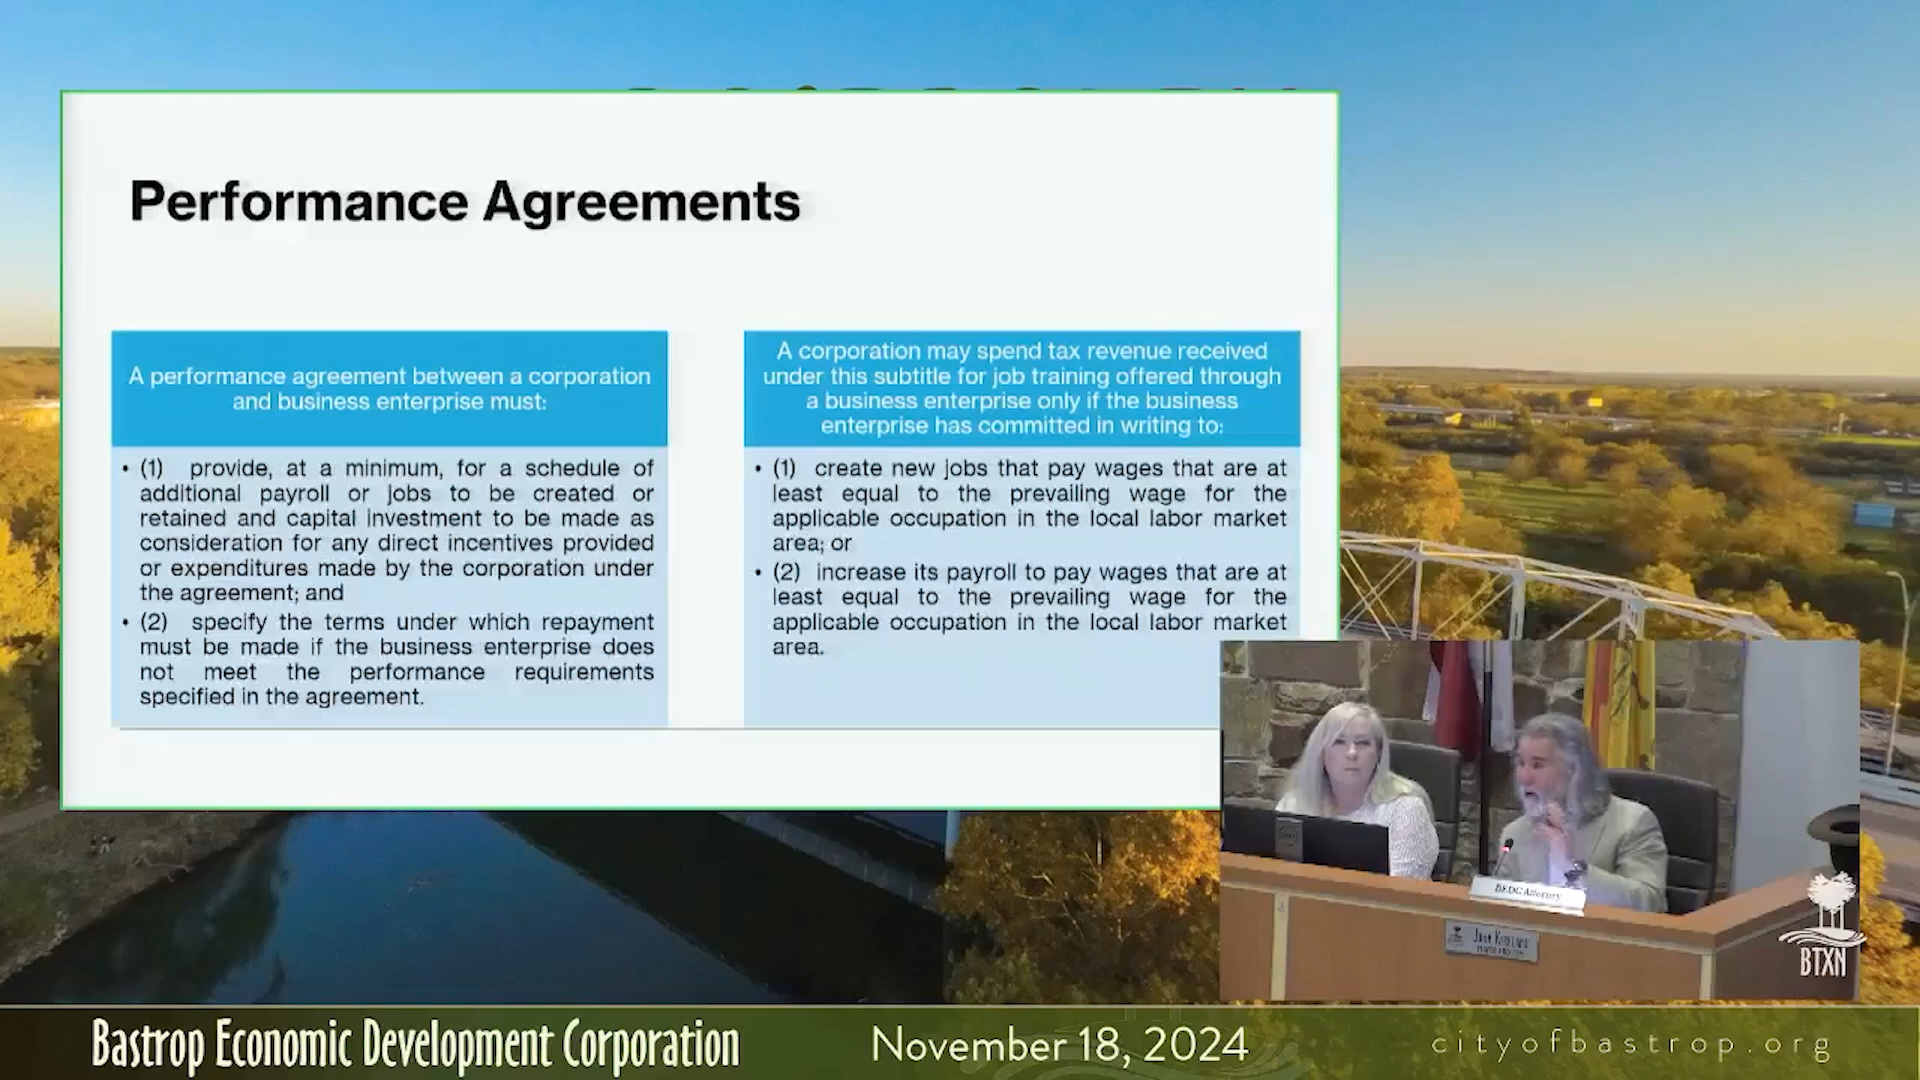 Performance Agreements
A performance agreement between a corporation
and business enterprise must:
• (1) provide, at a minimum, for a schedule of
additional payroll or jobs to be created or
retained and capital investment to be made as
consideration for any direct incentives provided
or expenditures made by the corporation under
the agreement; and
• (2) specify the terms under which repayment
must be made if the business enterprise does
not meet the performance requirements
specified in the agreement.
A corporation may spend tax revenue received
under this subtitle for job training offered through
a business enterprise only if the business
enterprise has committed in writing to:
• (1) create new jobs that pay wages that are at
least equal to the prevailing wage for the
applicable occupation in the local labor market
area; or
• (2) increase its payroll to pay wages that are at
least equal to the prevailing wage for the
applicable occupation in the local labor market
area.
BEDC Attorney
BTXN
Bastrop Economic Development Corporation
November 18, 2024
cityofbastrop.org